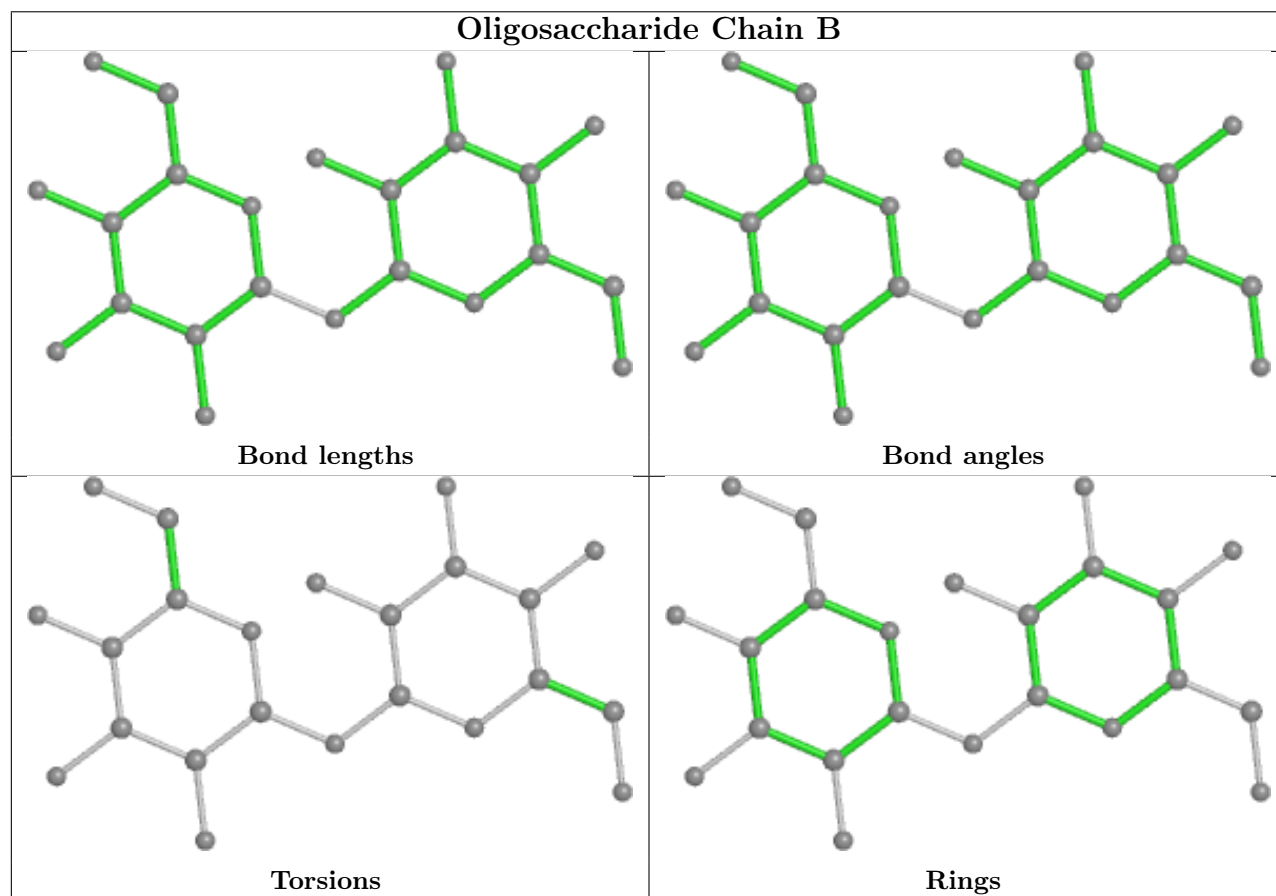 Oligosaccharide Chain B
Bond lengths
Bond angles
Torsions
Rings